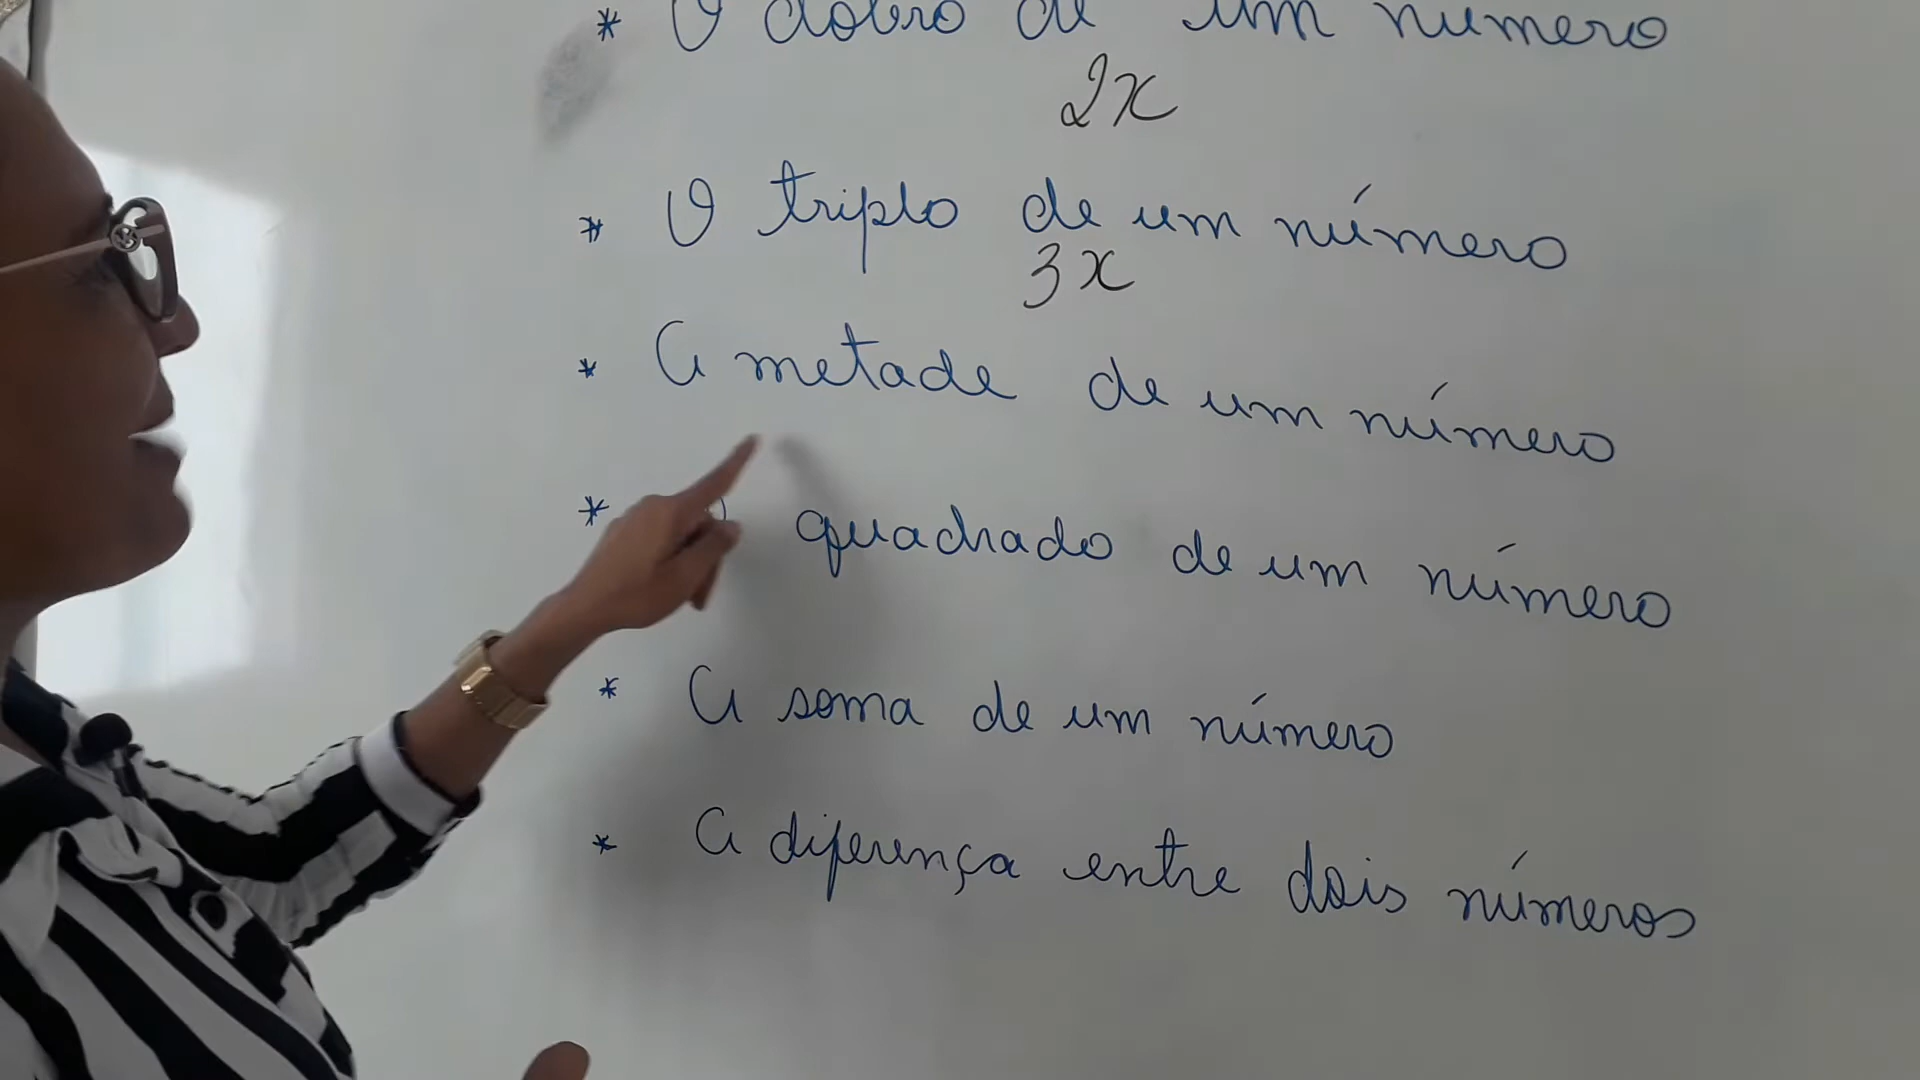 * O dobro de um número
2x
* O triplo de um número
3x
* A metade de um número
* O quadrado de um número
* A soma de um número
* A diferença entre dois números